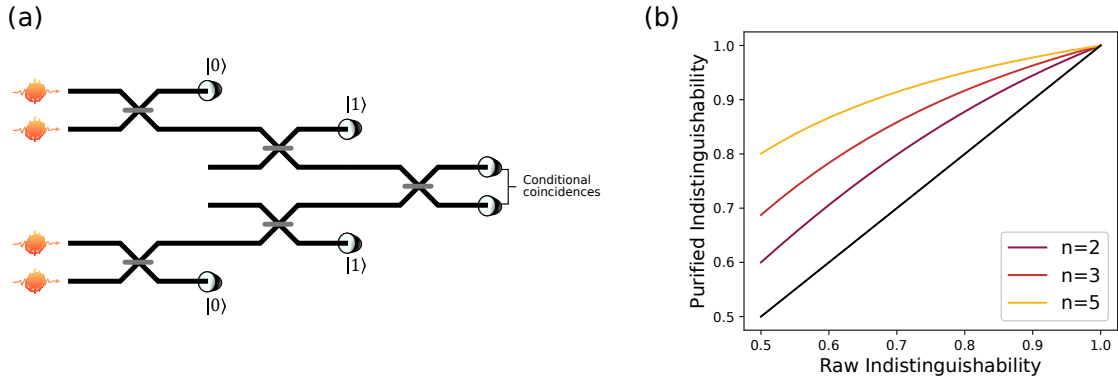 (a)
|0⟩
|1⟩
Conditional
coincidences
|1⟩
|0⟩
(b)
1.0
0.9
0.8
0.7
0.6
0.5
Purified Indistinguishability
n=2
n=3
n=5
0.5
0.6
0.7
0.8
0.9
1.0
Raw Indistinguishability